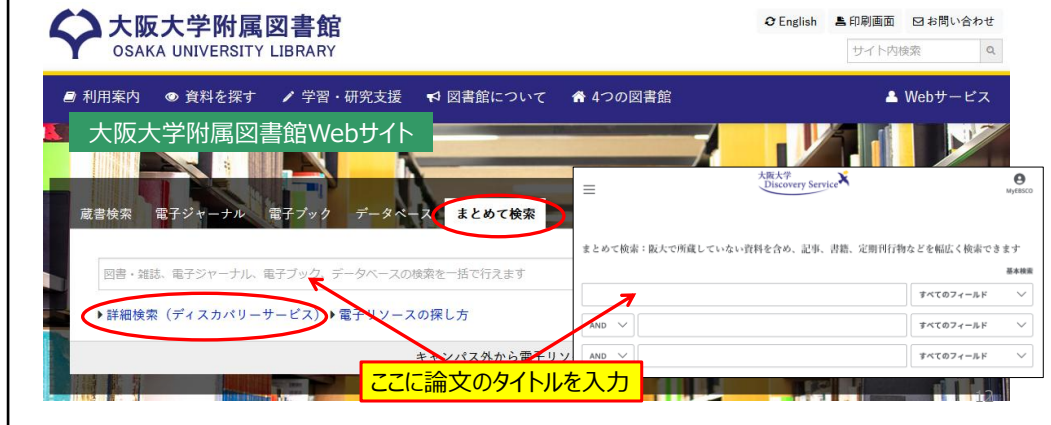 大阪大学附属図書館
OSAKA UNIVERSITY LIBRARY
English 印刷画面 お問い合わせ
サイト内検索
利用案内 資料を探す 学習・研究支援 図書館について 4つの図書館 Webサービス
大阪大学附属図書館Webサイト
蔵書検索 電子ジャーナル 電子ブック データベース まとめて検索
図書・雑誌、電子ジャーナル、電子ブック、データベースの検索を一括で行えます
詳細検索（ディスカバリーサービス） 電子リソースの探し方
キャンパス外から電子リソ
大阪大学
Discovery Service
MyEBSCO
まとめて検索：阪大で所蔵していない資料を含め、記事、書籍、定期刊行物などを幅広く検索できます
基本検索
すべてのフィールド
AND すべてのフィールド
AND すべてのフィールド
ここに論文のタイトルを入力